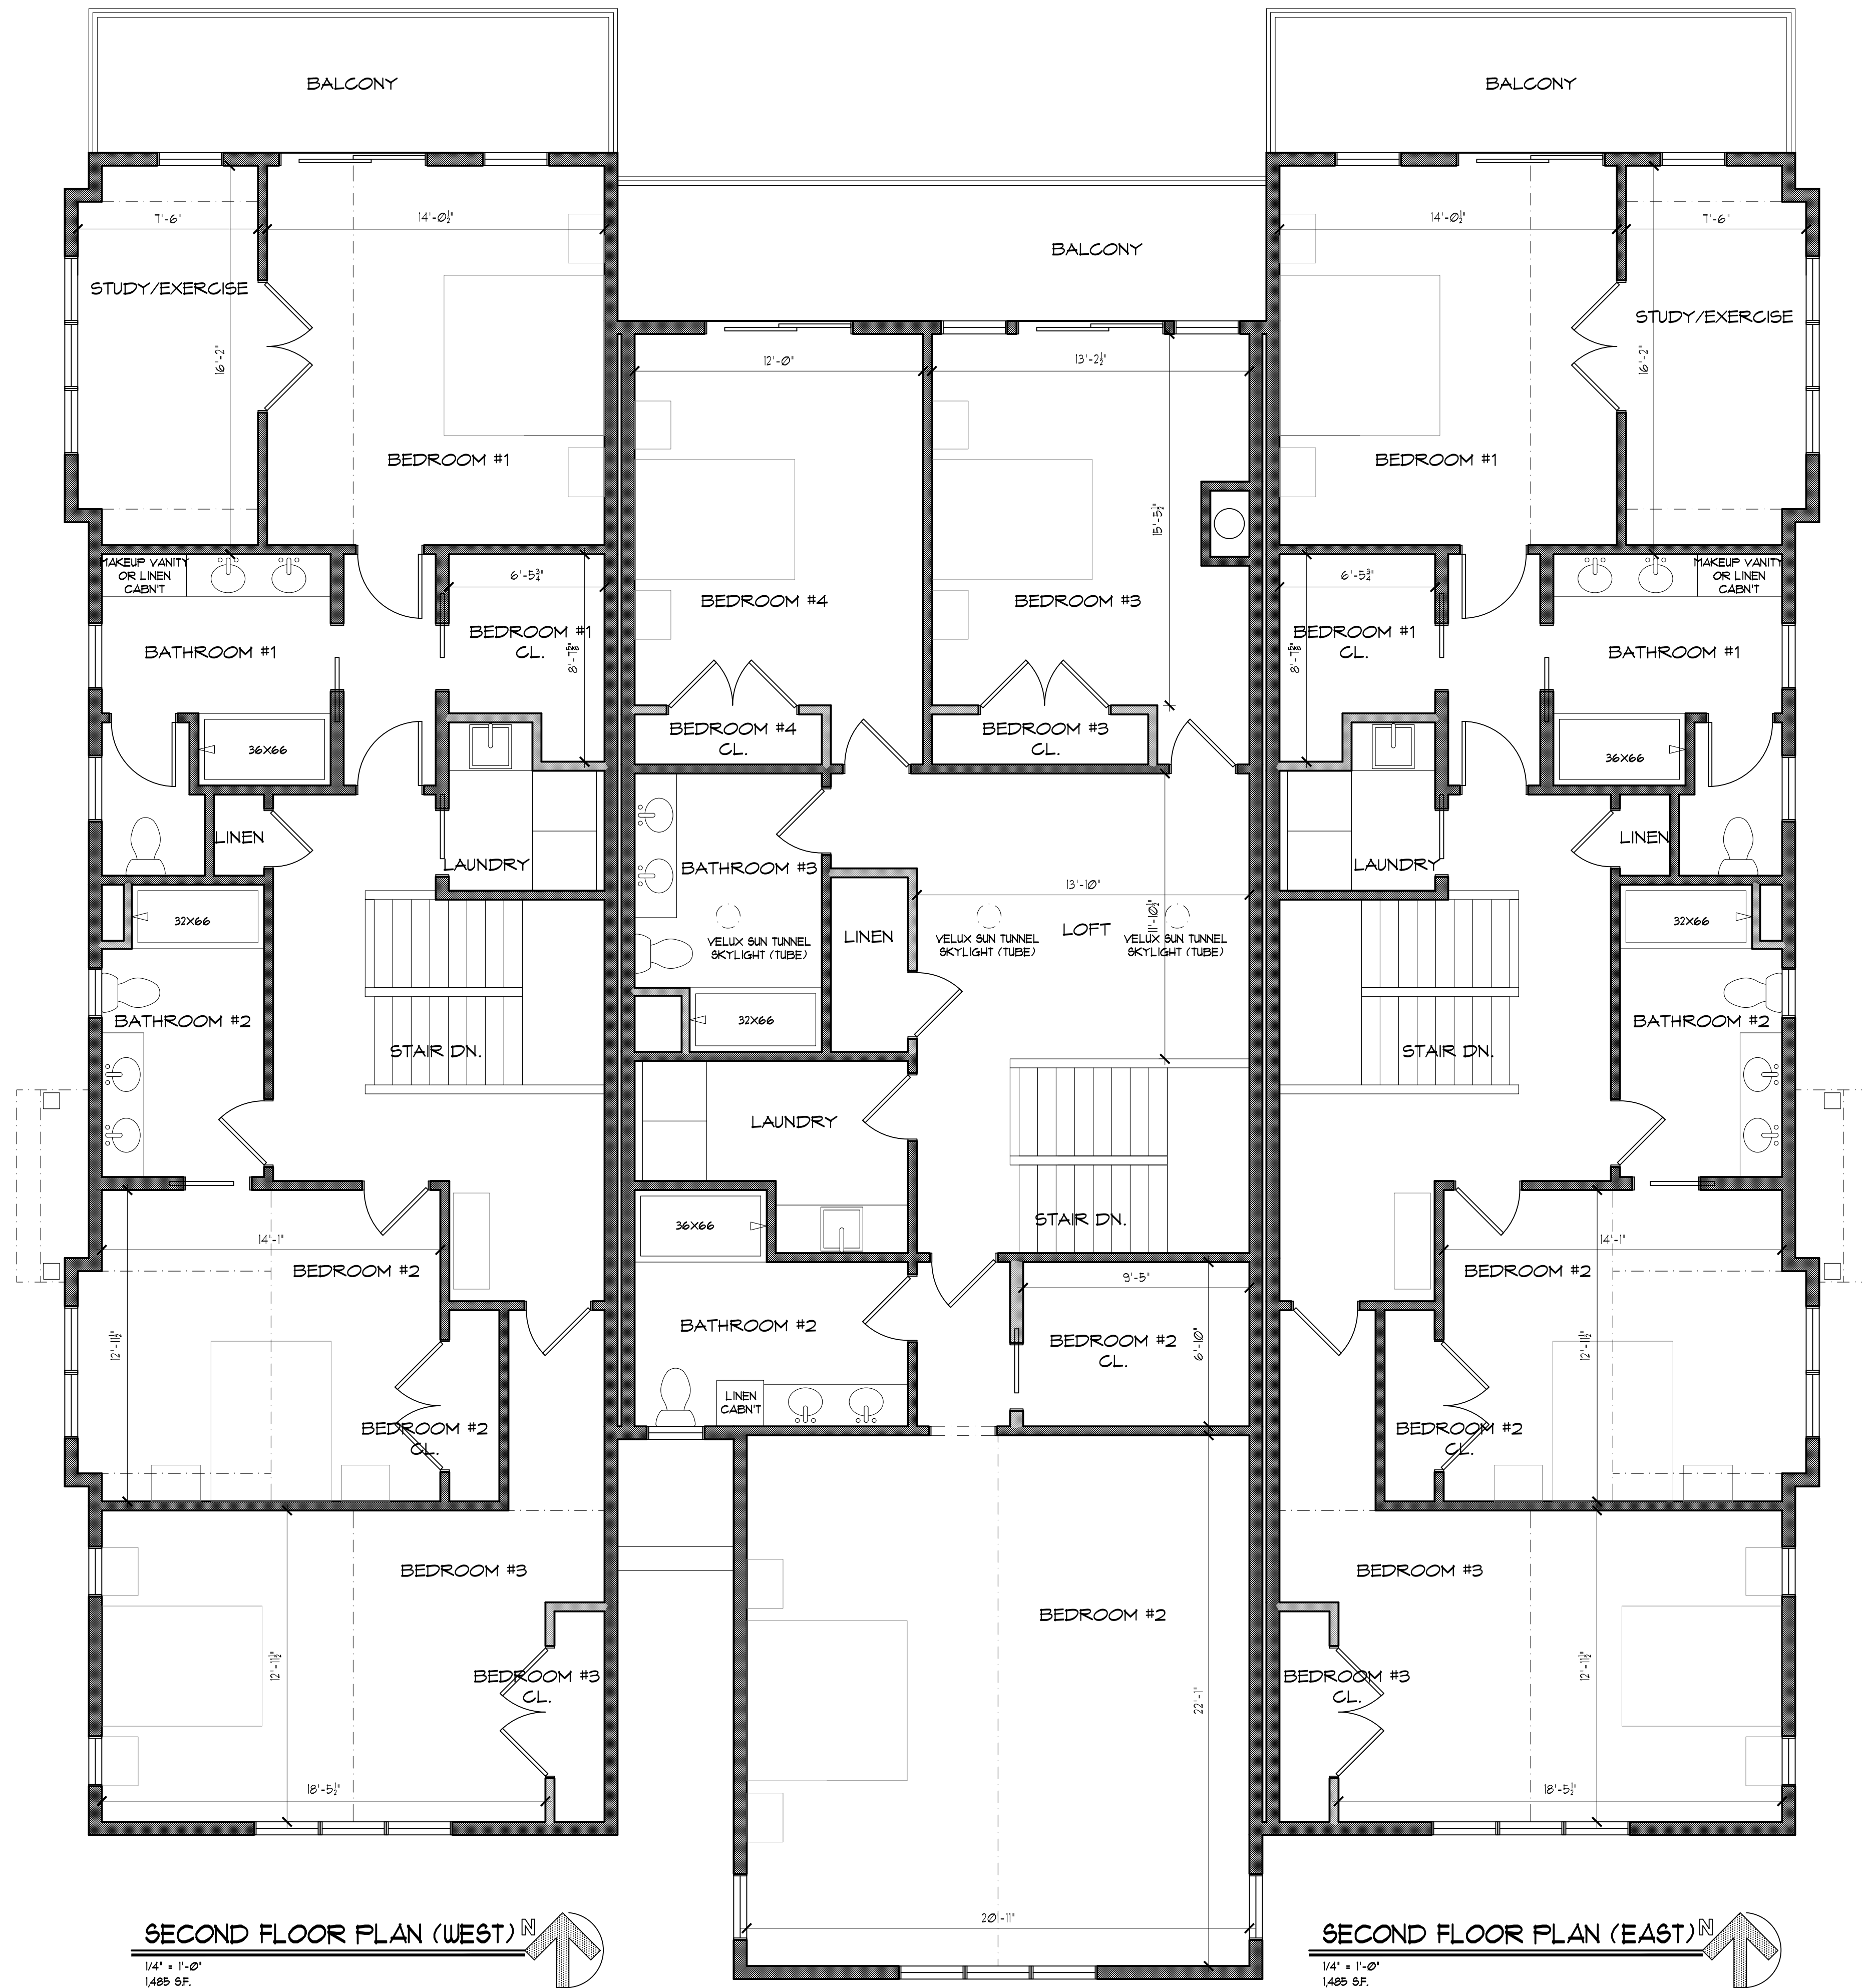 BALCONY
BALCONY
BALCONY
7'-6"
14'-0½"
14'-0½"
7'-6"
STUDY/EXERCISE
STUDY/EXERCISE
16'-2"
16'-2"
12'-0"
13'-2½"
BEDROOM #1
BEDROOM #1
15'-5½"
MAKEUP VANITY
OR LINEN
CABN'T
6'-5¾"
6'-5¾"
MAKEUP VANITY
OR LINEN
CABN'T
BEDROOM #4
BEDROOM #3
BATHROOM #1
BEDROOM #1
CL.
8'-7⅝"
BEDROOM #1
CL.
8'-7⅝"
BATHROOM #1
BEDROOM #4
CL.
BEDROOM #3
CL.
36X66
36X66
LINEN
LAUNDRY
LAUNDRY
LINEN
BATHROOM #3
13'-10"
32X66
32X66
LINEN
LOFT
11'-10½"
VELUX SUN TUNNEL
SKYLIGHT (TUBE)
VELUX SUN TUNNEL
SKYLIGHT (TUBE)
VELUX SUN TUNNEL
SKYLIGHT (TUBE)
BATHROOM #2
32X66
BATHROOM #2
STAIR DN.
STAIR DN.
LAUNDRY
36X66
STAIR DN.
14'-1"
14'-1"
BEDROOM #2
BEDROOM #2
9'-5"
12'-11½"
BATHROOM #2
BEDROOM #2
CL.
6'-10"
12'-11½"
LINEN
CABN'T
BEDROOM #2
CL.
BEDROOM #2
CL.
BEDROOM #3
BEDROOM #3
BEDROOM #2
12'-11½"
BEDROOM #3
CL.
22'-1"
BEDROOM #3
CL.
12'-11½"
18'-5½"
18'-5½"
20'-11"
SECOND FLOOR PLAN (WEST) N
1/4" = 1'-0"
1,485 S.F.
SECOND FLOOR PLAN (EAST) N
1/4" = 1'-0"
1,485 S.F.